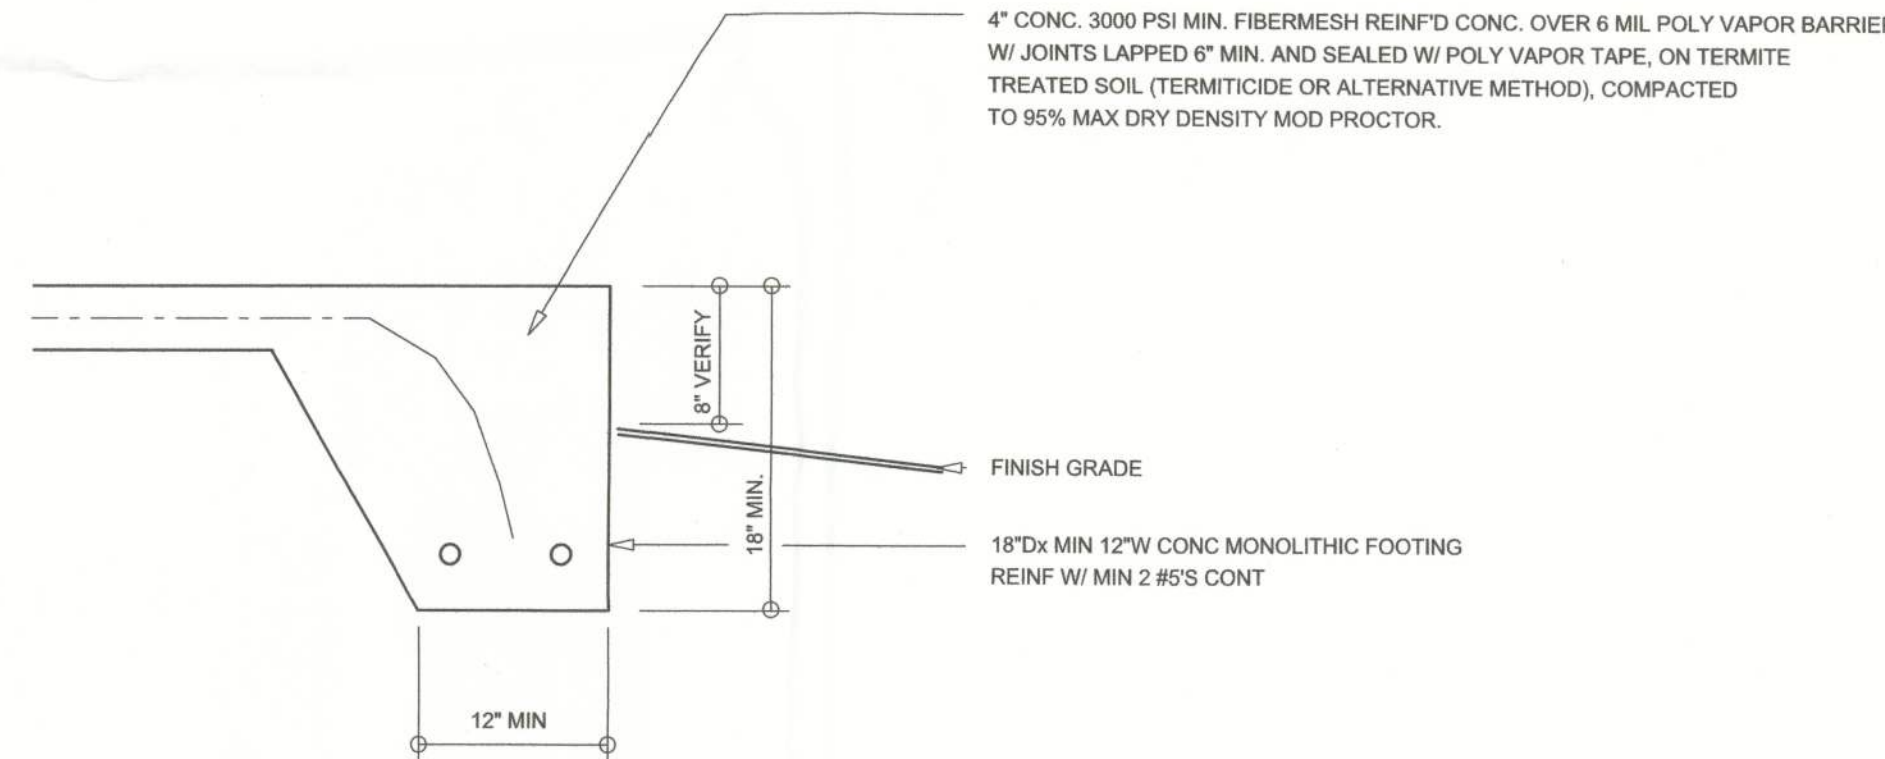 4" CONC. 3000 PSI MIN. FIBERMESH REINF'D CONC. OVER 6 MIL POLY VAPOR BARRIER
W/ JOINTS LAPPED 6" MIN. AND SEALED W/ POLY VAPOR TAPE, ON TERMITE
TREATED SOIL (TERMITICIDE OR ALTERNATIVE METHOD), COMPACTED
TO 95% MAX DRY DENSITY MOD PROCTOR.
8" VERIFY
FINISH GRADE
18" MIN.
18"Dx MIN 12"W CONC MONOLITHIC FOOTING
REINF W/ MIN 2 #5'S CONT
12" MIN